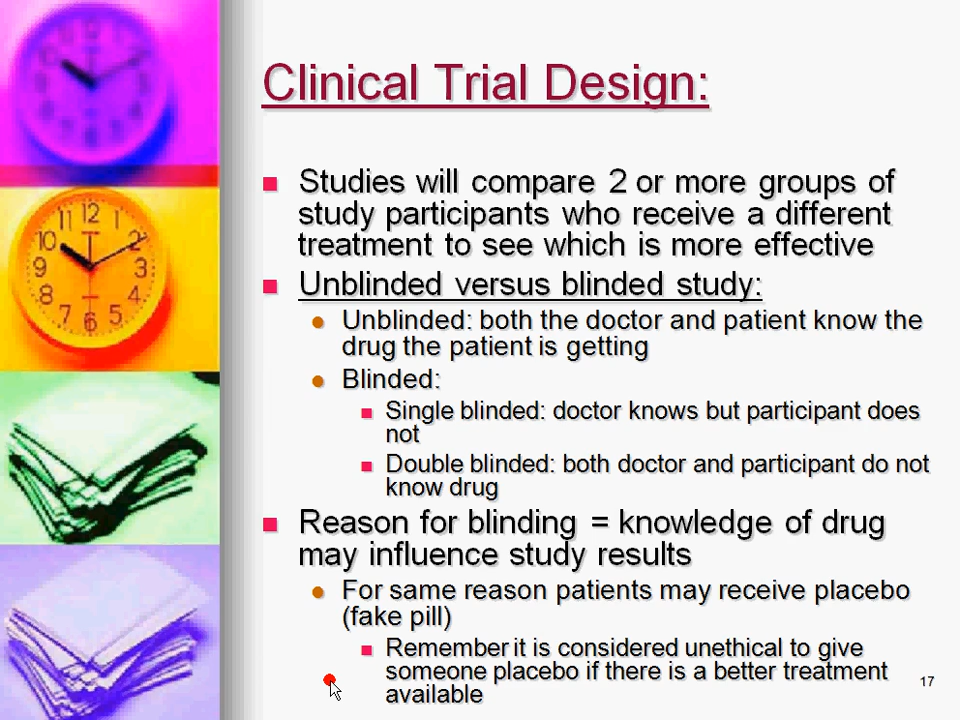 Clinical Trial Design:
Studies will compare 2 or more groups of
study participants who receive a different
treatment to see which is more effective
Unblinded versus blinded study:
Unblinded: both the doctor and patient know the
drug the patient is getting
Blinded:
Single blinded: doctor knows but participant does
not
Double blinded: both doctor and participant do not
know drug
Reason for blinding = knowledge of drug
may influence study results
For same reason patients may receive placebo
(fake pill)
Remember it is considered unethical to give
someone placebo if there is a better treatment
available
17